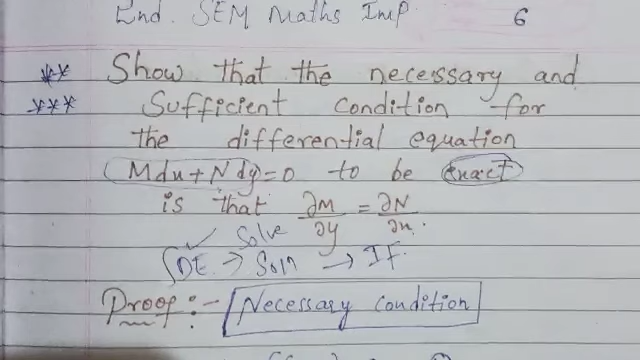 2nd. SEM Maths Imp. 6
** Show that the necessary and
*** Sufficient condition for
the differential equation
Mdx+Ndy=0 to be exact
is that ∂M/∂y = ∂N/∂x.
Solve
DE → Soln → IF
Proof:- Necessary condition